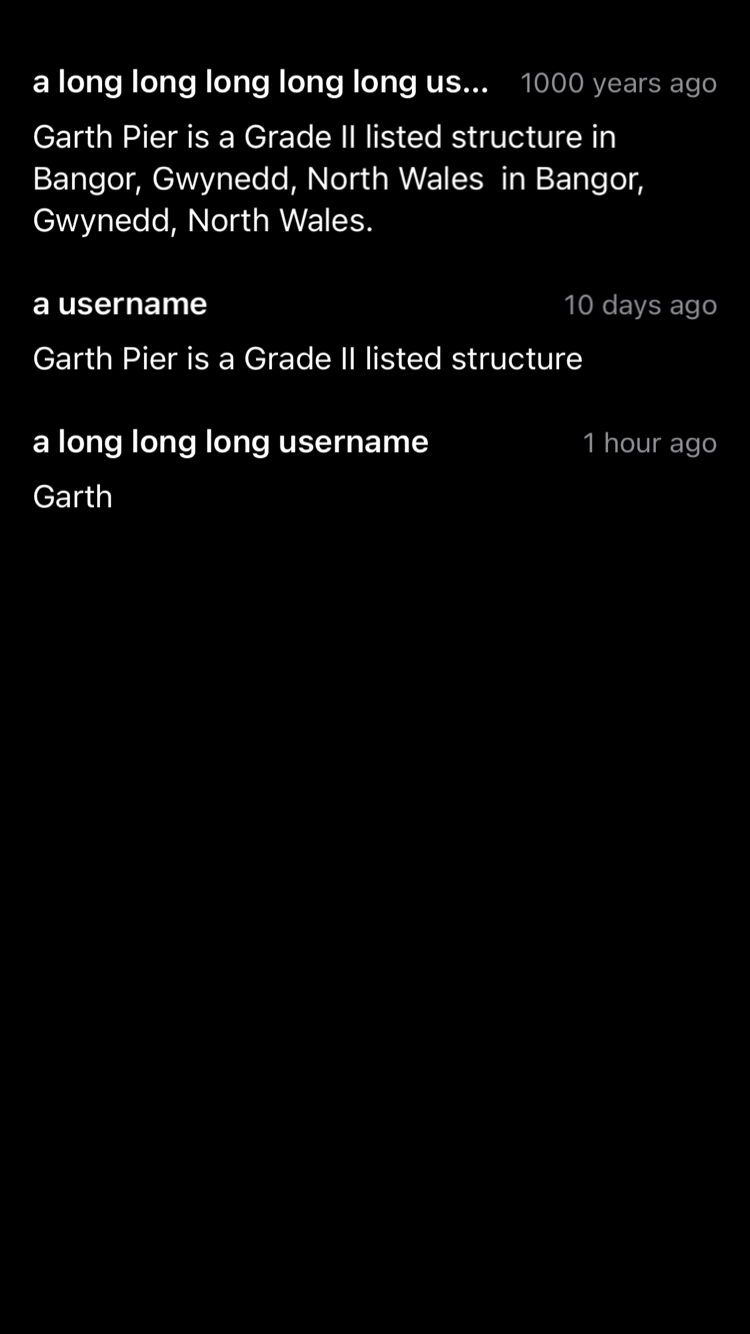 a long long long long long us... 1000 years ago
Garth Pier is a Grade II listed structure in
Bangor, Gwynedd, North Wales  in Bangor,
Gwynedd, North Wales.
a username 10 days ago
Garth Pier is a Grade II listed structure
a long long long username 1 hour ago
Garth